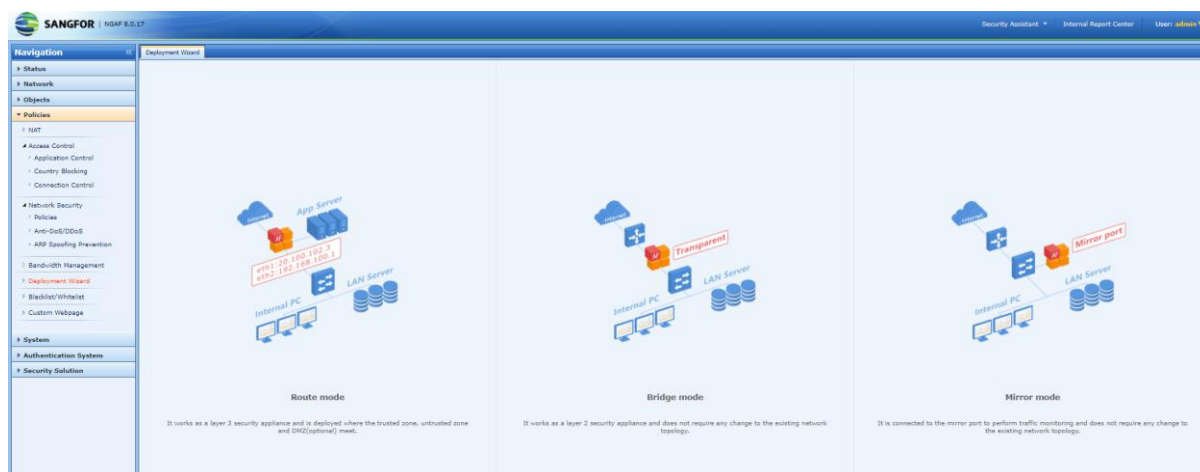 SANGFOR | NGAF 8.0.17
Security Assistant
Internal Report Center
User: admin
Navigation
Deployment Wizard
Status
Network
Objects
Policies
NAT
Access Control
Application Control
Country Blocking
Connection Control
Network Security
Policies
Anti-DoS/DDoS
ARP Spoofing Prevention
Bandwidth Management
Deployment Wizard
Blacklist/Whitelist
Custom Webpage
System
Authentication System
Security Solution
Internet
App Server
eth1:20.100.102.3
eth2:192.168.100.1
LAN Server
Internal PC
Route mode
It works as a layer 3 security appliance and is deployed where the trusted zone, untrusted zone
and DMZ(optional) meet.
Internet
Transparent
LAN Server
Internal PC
Bridge mode
It works as a layer 2 security appliance and does not require any change to the existing network
topology.
Internet
Mirror port
LAN Server
Internal PC
Mirror mode
It is connected to the mirror port to perform traffic monitoring and does not require any change to
the existing network topology.